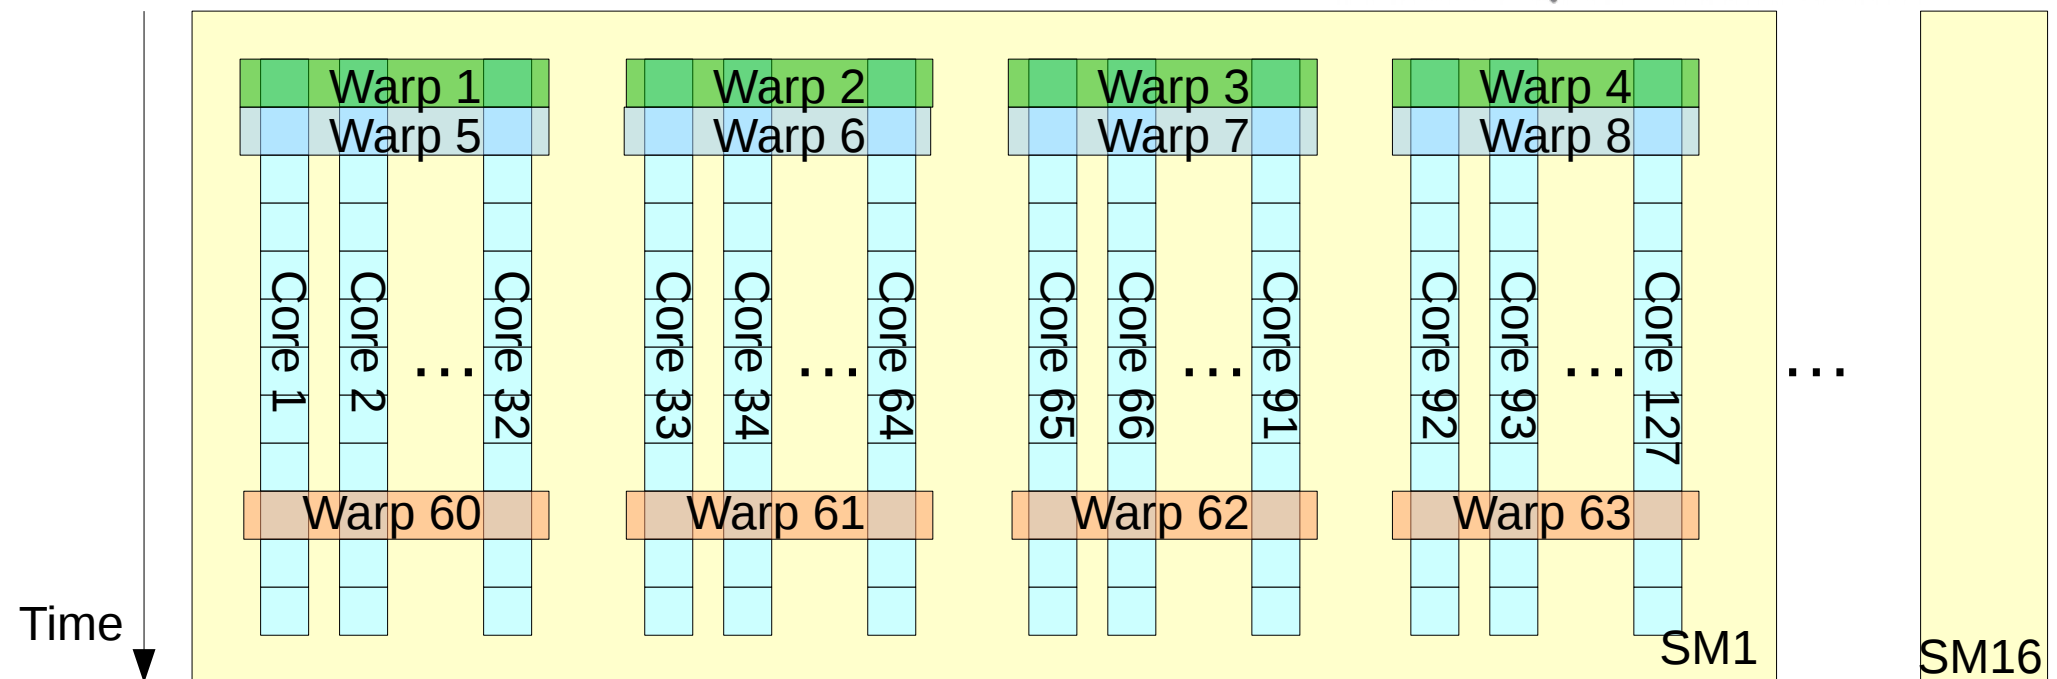 Warp 1
Warp 2
Warp 3
Warp 4
Warp 5
Warp 6
Warp 7
Warp 8
Core 1
Core 2
...
Core 32
Core 33
Core 34
...
Core 64
Core 65
Core 66
...
Core 91
Core 92
Core 93
...
Core 127
...
Warp 60
Warp 61
Warp 62
Warp 63
Time
SM1
SM16